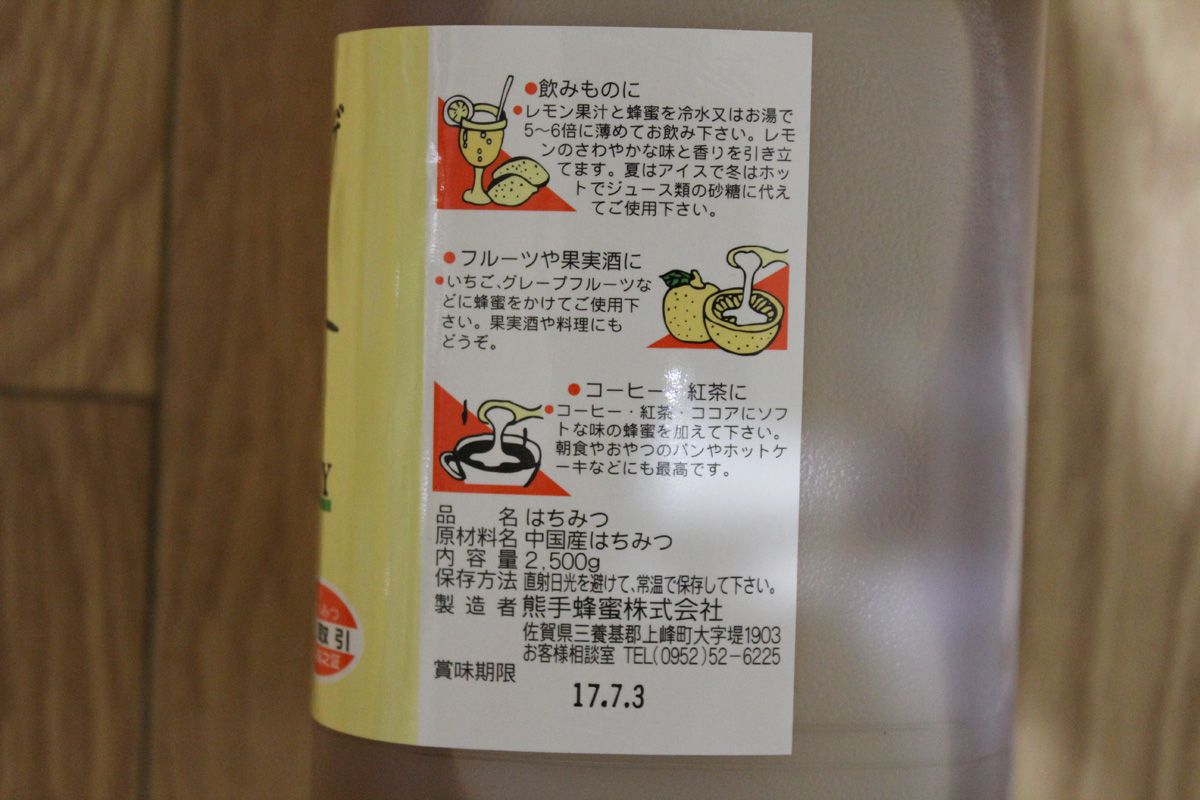 ●飲みものに
●レモン果汁と蜂蜜を冷水又はお湯で
5〜6倍に薄めてお飲み下さい。レモ
ンのさわやかな味と香りを引き立
てます。夏はアイスで冬はホッ
トでジュース類の砂糖に代え
てご使用下さい。
●フルーツや果実酒に
●いちご、グレープフルーツな
どに蜂蜜をかけてご使用下
さい。果実酒や料理にも
どうぞ。
●コーヒー・紅茶に
●コーヒー・紅茶・ココアにソフ
トな味の蜂蜜を加えて下さい。
朝食やおやつのパンやホットケ
ーキなどにも最高です。
品名 はちみつ
原材料名 中国産はちみつ
内容量 2,500g
保存方法 直射日光を避けて、常温で保存して下さい。
製造者 熊手蜂蜜株式会社
佐賀県三養基郡上峰町大字堤1903
お客様相談室 TEL(0952)52-6225
賞味期限
17.7.3
Y
みつ
取引
之証